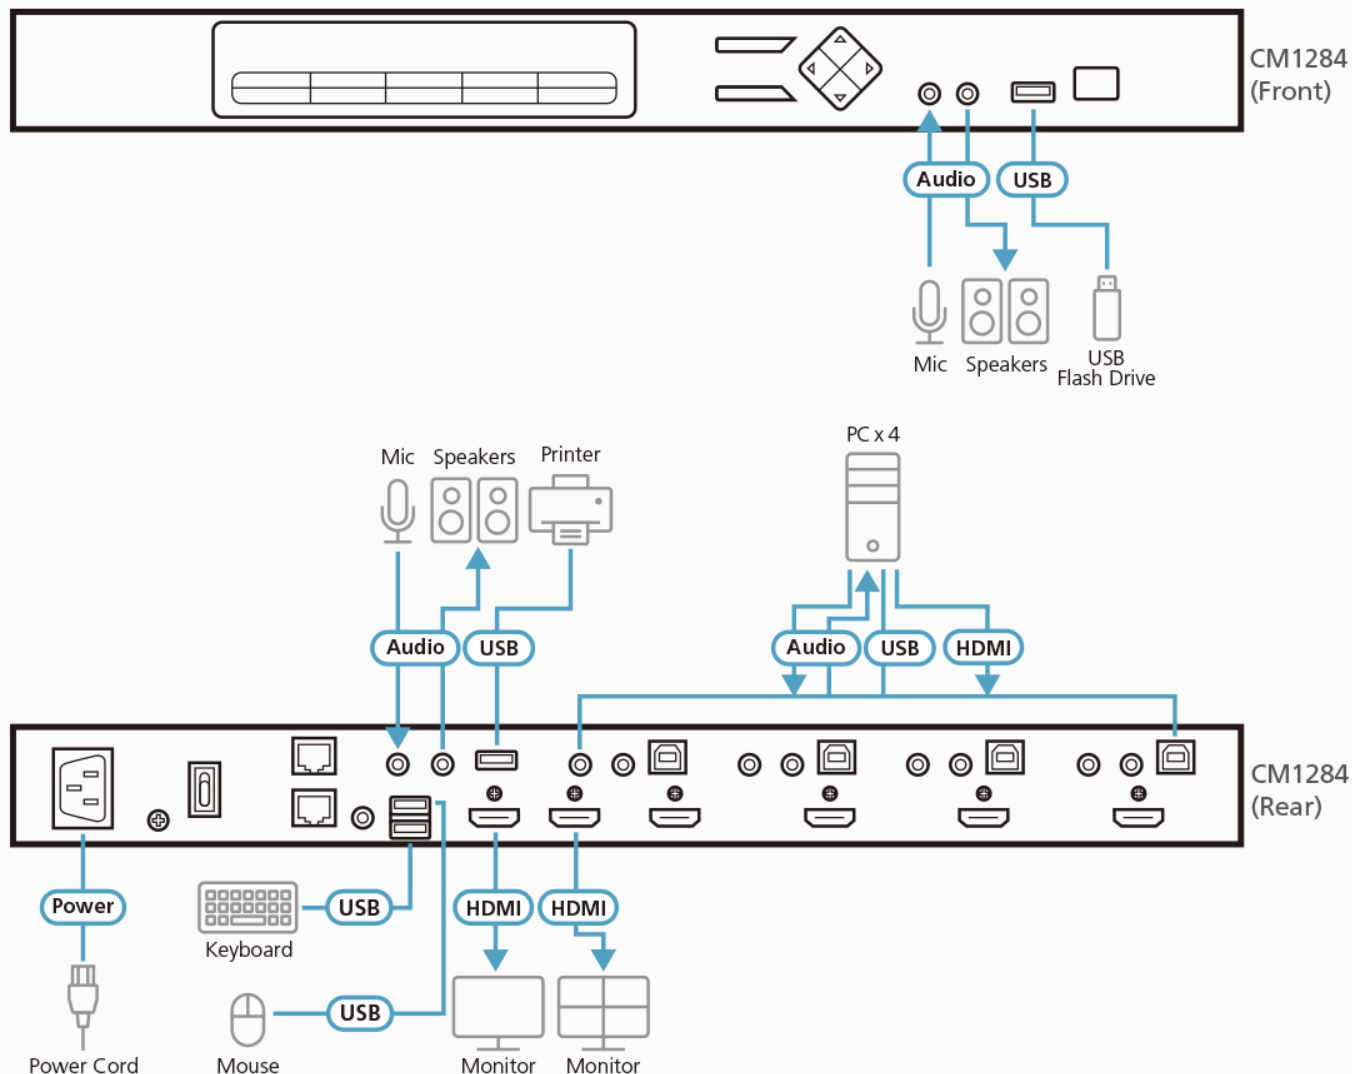 CM1284
(Front)
Audio
USB
Mic
Speakers
USB
Flash Drive
PC x 4
Mic
Speakers
Printer
Audio
USB
Audio
USB
HDMI
CM1284
(Rear)
Power
USB
HDMI
HDMI
Keyboard
USB
Power Cord
Mouse
Monitor
Monitor